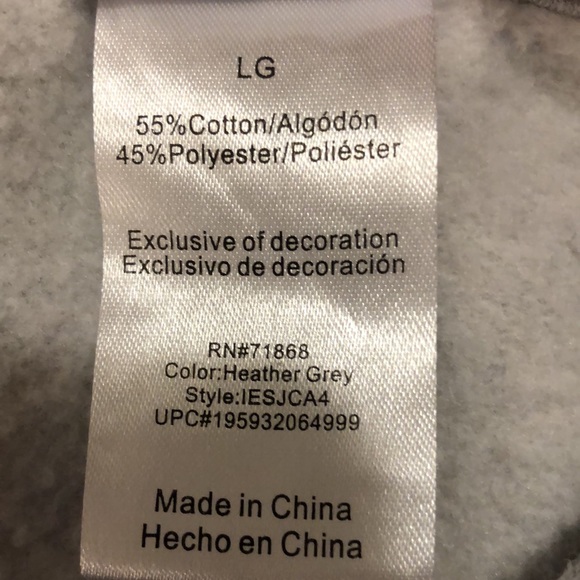 LG
55%Cotton/Algódón
45%Polyester/Poliéster
Exclusive of decoration
Exclusivo de decoración
RN#71868
Color:Heather Grey
Style:IESJCA4
UPC#195932064999
Made in China
Hecho en China